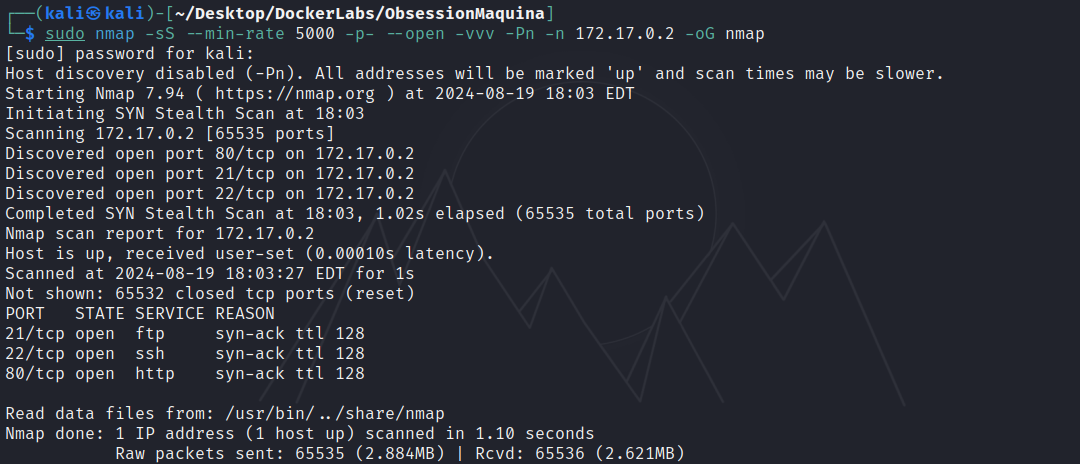 ┌──(kali㉿kali)-[~/Desktop/DockerLabs/ObsessionMaquina]
└─$ sudo nmap -sS --min-rate 5000 -p- --open -vvv -Pn -n 172.17.0.2 -oG nmap
[sudo] password for kali:
Host discovery disabled (-Pn). All addresses will be marked 'up' and scan times may be slower.
Starting Nmap 7.94 ( https://nmap.org ) at 2024-08-19 18:03 EDT
Initiating SYN Stealth Scan at 18:03
Scanning 172.17.0.2 [65535 ports]
Discovered open port 80/tcp on 172.17.0.2
Discovered open port 21/tcp on 172.17.0.2
Discovered open port 22/tcp on 172.17.0.2
Completed SYN Stealth Scan at 18:03, 1.02s elapsed (65535 total ports)
Nmap scan report for 172.17.0.2
Host is up, received user-set (0.00010s latency).
Scanned at 2024-08-19 18:03:27 EDT for 1s
Not shown: 65532 closed tcp ports (reset)
PORT   STATE SERVICE REASON
21/tcp open  ftp     syn-ack ttl 128
22/tcp open  ssh     syn-ack ttl 128
80/tcp open  http    syn-ack ttl 128
Read data files from: /usr/bin/../share/nmap
Nmap done: 1 IP address (1 host up) scanned in 1.10 seconds
Raw packets sent: 65535 (2.884MB) | Rcvd: 65536 (2.621MB)